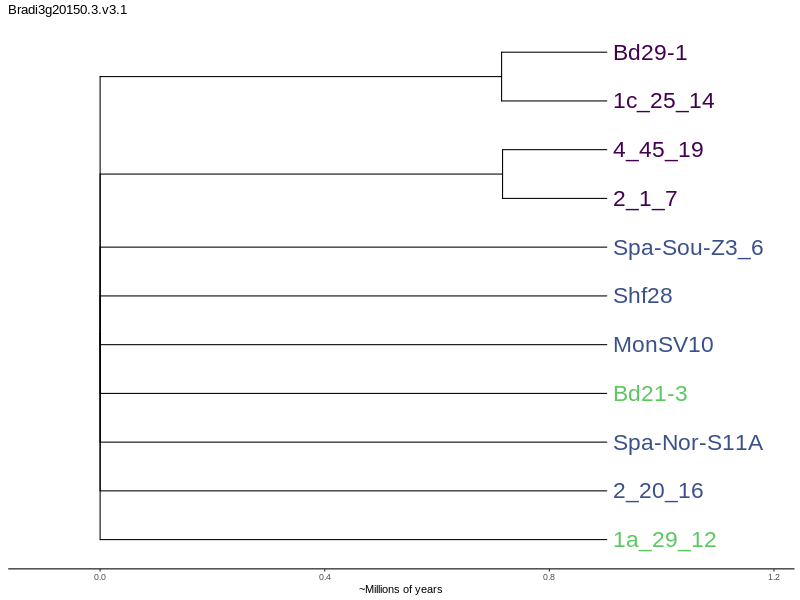 Bradi3g20150.3.v3.1
Bd29-1
1c_25_14
4_45_19
2_1_7
Spa-Sou-Z3_6
Shf28
MonSV10
Bd21-3
Spa-Nor-S11A
2_20_16
1a_29_12
0.0 0.4 0.8 1.2
~Millions of years